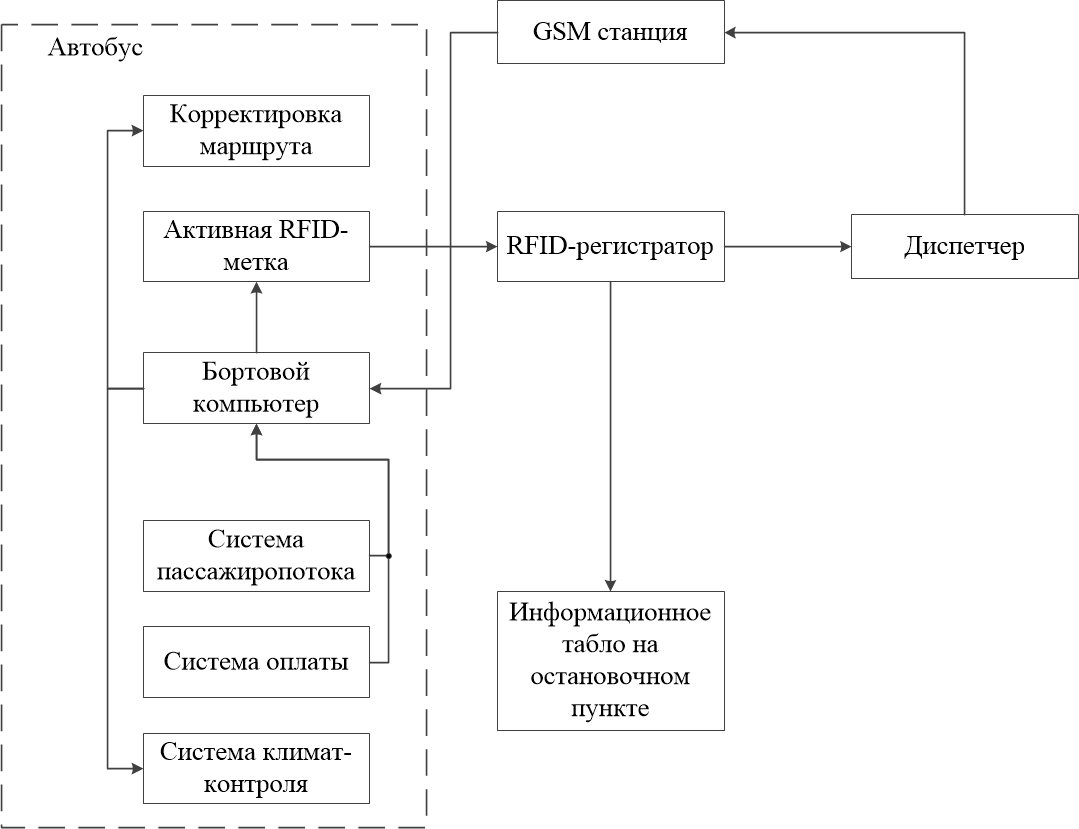 GSM станция
Автобус
Корректировка
маршрута
Активная RFID-
метка
RFID-регистратор
Диспетчер
Бортовой
компьютер
Система
пассажиропотока
Информационное
табло на
остановочном
пункте
Система оплаты
Система климат-
контроля